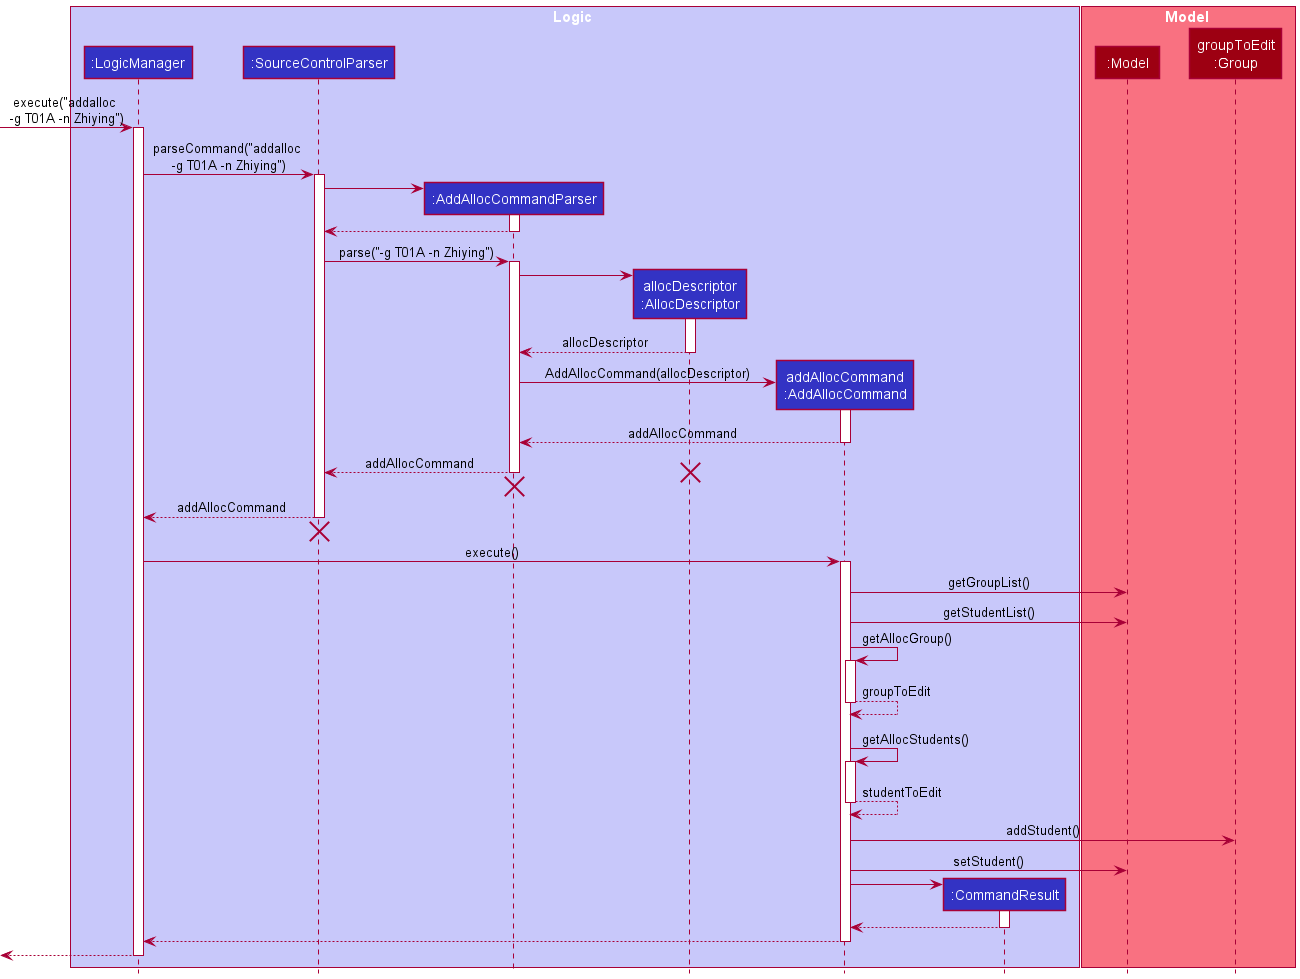 Logic
Model
:LogicManager
:SourceControlParser
:Model
groupToEdit
:Group
execute("addalloc
-g T01A -n Zhiying")
parseCommand("addalloc
-g T01A -n Zhiying")
:AddAllocCommandParser
parse("-g T01A -n Zhiying")
allocDescriptor
:AllocDescriptor
allocDescriptor
AddAllocCommand(allocDescriptor)
addAllocCommand
:AddAllocCommand
addAllocCommand
addAllocCommand
addAllocCommand
execute()
getGroupList()
getStudentList()
getAllocGroup()
groupToEdit
getAllocStudents()
studentToEdit
addStudent()
setStudent()
:CommandResult